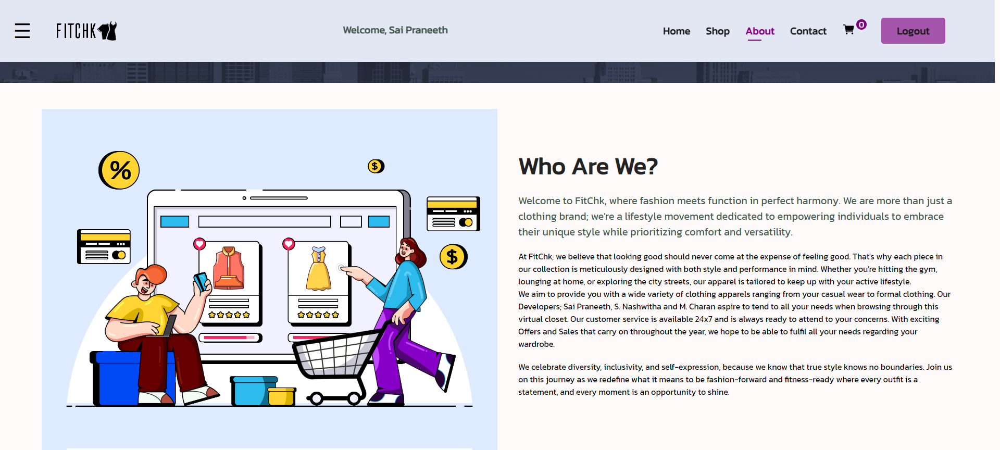 FITCHK
Welcome, Sai Praneeth
Home Shop About Contact 0 Logout
%
$
$
Who Are We?
Welcome to FitChk, where fashion meets function in perfect harmony. We are more than just a
clothing brand; we're a lifestyle movement dedicated to empowering individuals to embrace
their unique style while prioritizing comfort and versatility.
At FitChk, we believe that looking good should never come at the expense of feeling good. That's why each piece in
our collection is meticulously designed with both style and performance in mind. Whether you're hitting the gym,
lounging at home, or exploring the city streets, our apparel is tailored to keep up with your active lifestyle.
We aim to provide you with a wide variety of clothing apparels ranging from your casual wear to formal clothing. Our
Developers; Sai Praneeth, S. Nashwitha and M. Charan aspire to tend to all your needs when browsing through this
virtual closet. Our customer service is available 24x7 and is always ready to attend to your concerns. With exciting
Offers and Sales that carry on throughout the year, we hope to be able to fulfil all your needs regarding your
wardrobe.
We celebrate diversity, inclusivity, and self-expression, because we know that true style knows no boundaries. Join us
on this journey as we redefine what it means to be fashion-forward and fitness-ready where every outfit is a
statement, and every moment is an opportunity to shine.